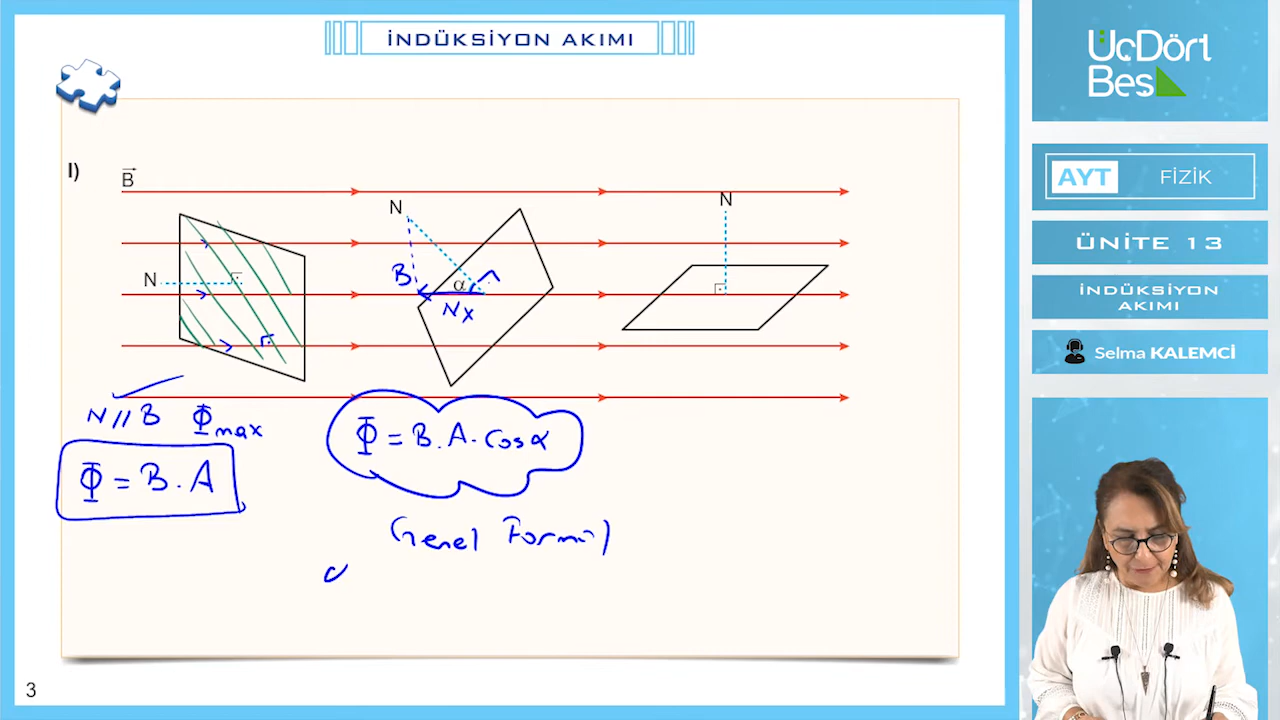 İNDÜKSİYON AKIMI
ÜçDört
Beş
AYT FİZİK
ÜNİTE 13
İNDÜKSİYON
AKIMI
Selma KALEMCİ
I)
B
N
N
N
B
α
Nx
N // B Φmax
Φ = B . A
Φ = B . A . Cosα
Genel Formül
α
3